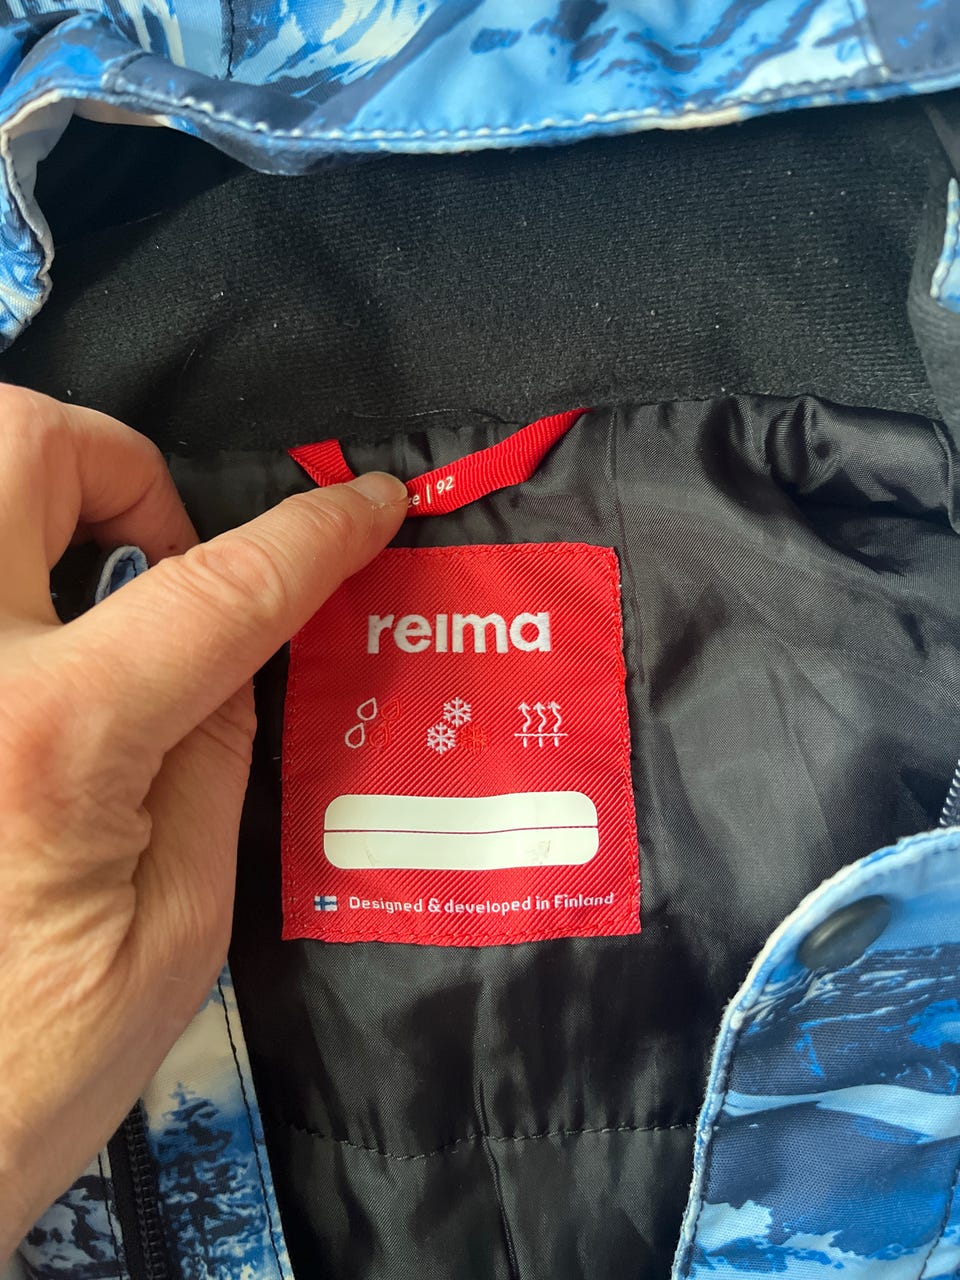 | 92
reima
Designed & developed in Finland